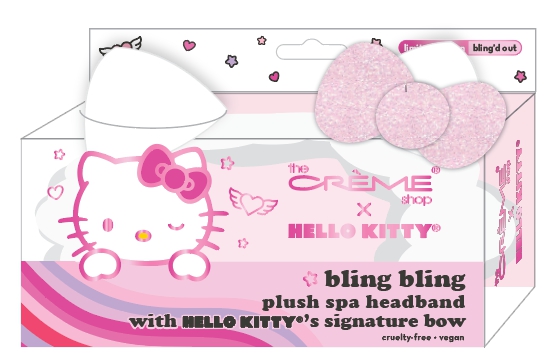 bling'd out
the
CRÈME®
shop
X
HELLO KITTY®
bling bling
plush spa headband
with HELLO KITTY®'s signature bow
cruelty-free • vegan